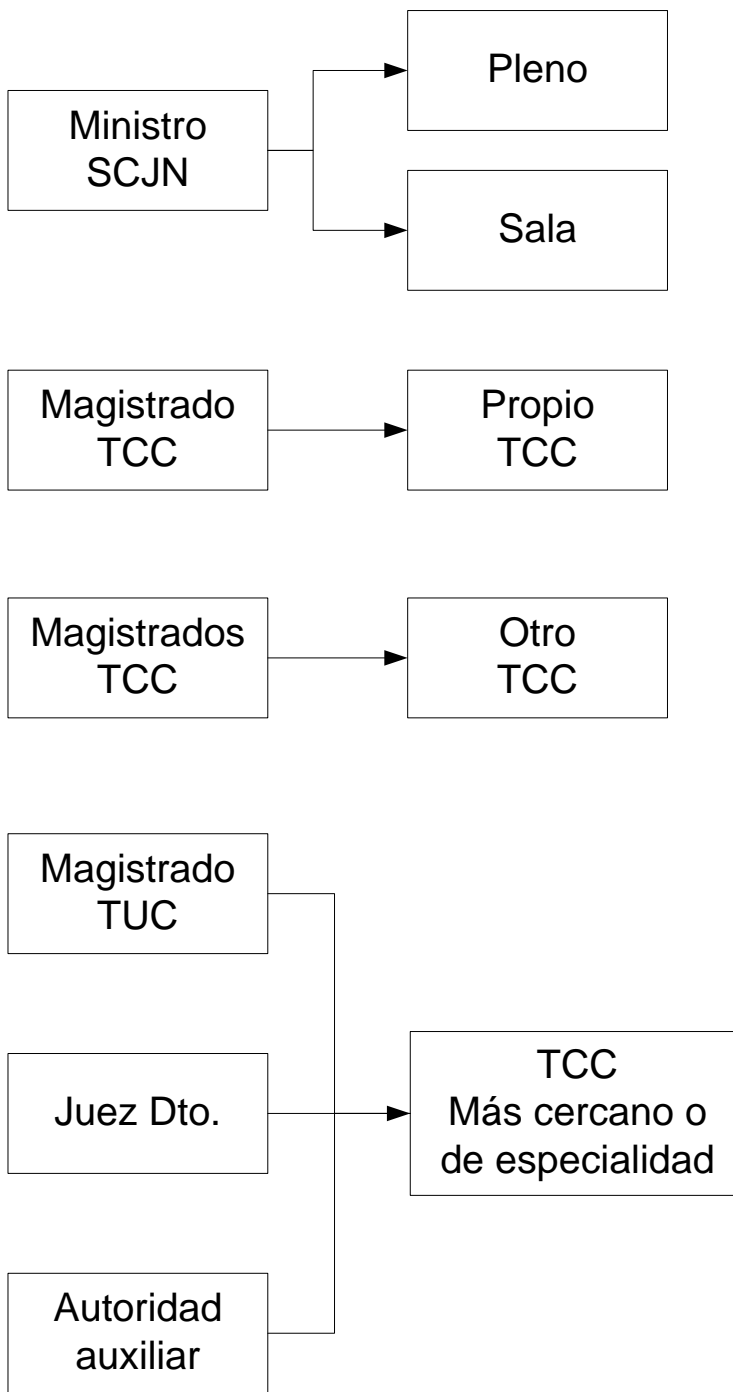 Ministro
SCJN
Pleno
Sala
Magistrado
TCC
Propio
TCC
Magistrados
TCC
Otro
TCC
Magistrado
TUC
Juez Dto.
Autoridad
auxiliar
TCC
Más cercano o
de especialidad